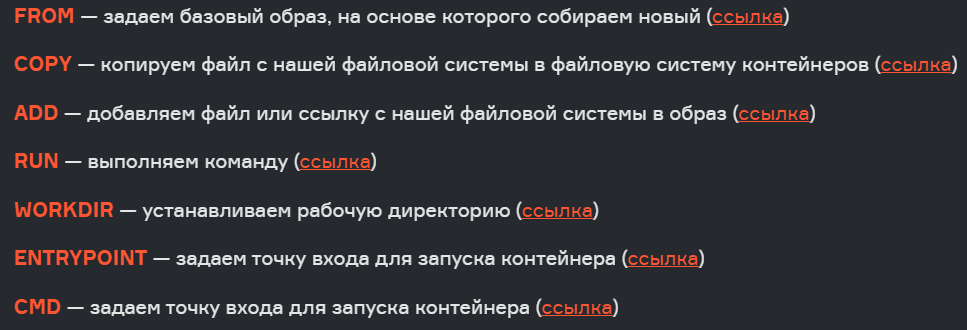 FROM — задаем базовый образ, на основе которого собираем новый (ссылка)
COPY — копируем файл с нашей файловой системы в файловую систему контейнеров (ссылка)
ADD — добавляем файл или ссылку с нашей файловой системы в образ (ссылка)
RUN — выполняем команду (ссылка)
WORKDIR — устанавливаем рабочую директорию (ссылка)
ENTRYPOINT — задаем точку входа для запуска контейнера (ссылка)
CMD — задаем точку входа для запуска контейнера (ссылка)